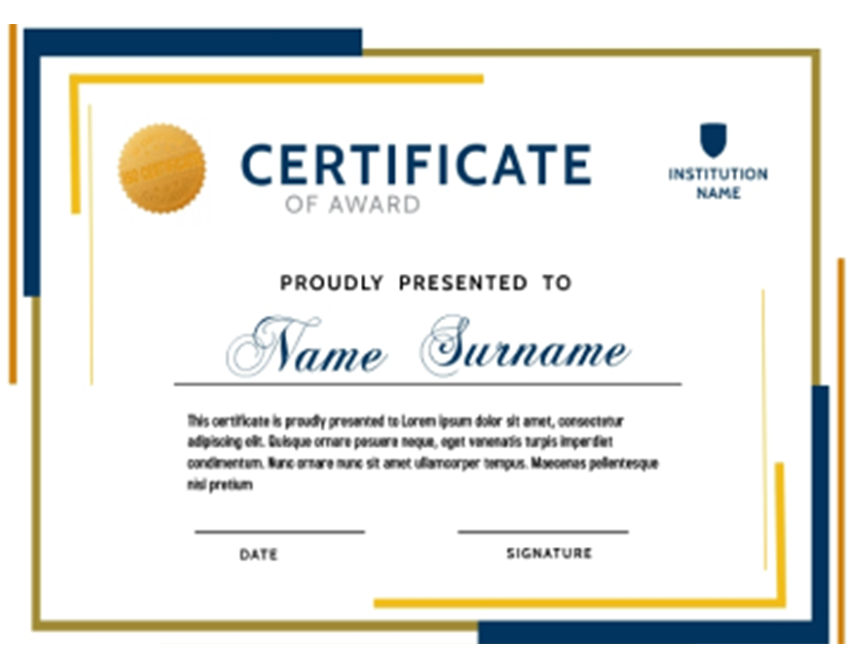 CERTIFICATE
OF AWARD
INSTITUTION
NAME
PROUDLY PRESENTED TO
Name Surname
This certificate is proudly presented to Lorem ipsum dolor sit amet, consectetur
adipiscing elit. Quisque ornare posuere neque, eget venenatis turpis imperdiet
condimentum. Nunc ornare nunc sit amet ullamcorper tempus. Maecenas pellentesque
nisl pretium
DATE
SIGNATURE